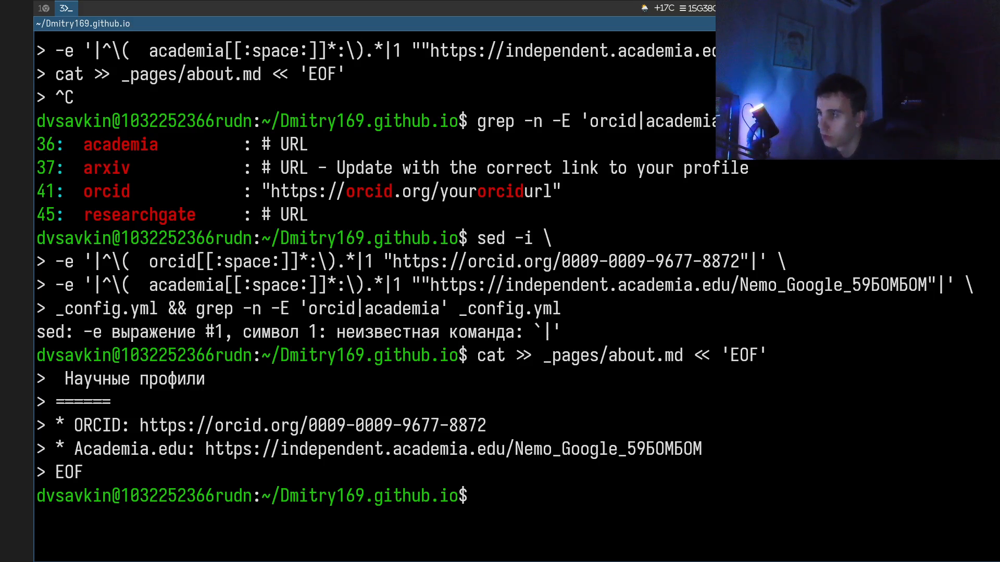 1
3
+17C 15G38
~/Dmitry169.github.io
> -e '|^\(  academia[[:space:]]*:\).*|1 ""https://independent.academia.ed
> cat >> _pages/about.md << 'EOF'
> ^C
dvsavkin@1032252366rudn:~/Dmitry169.github.io$ grep -n -E 'orcid|academia
36:  academia         : # URL
37:  arxiv            : # URL - Update with the correct link to your profile
41:  orcid            : "https://orcid.org/yourorcidurl"
45:  researchgate     : # URL
dvsavkin@1032252366rudn:~/Dmitry169.github.io$ sed -i \
> -e '|^\(  orcid[[:space:]]*:\).*|1 "https://orcid.org/0009-0009-9677-8872"|' \
> -e '|^\(  academia[[:space:]]*:\).*|1 ""https://independent.academia.edu/Nemo_Google_59БОМБОМ"|' \
> _config.yml && grep -n -E 'orcid|academia' _config.yml
sed: -e выражение #1, символ 1: неизвестная команда: `|'
dvsavkin@1032252366rudn:~/Dmitry169.github.io$ cat >> _pages/about.md << 'EOF'
>  Научные профили
> ======
> * ORCID: https://orcid.org/0009-0009-9677-8872
> * Academia.edu: https://independent.academia.edu/Nemo_Google_59БОМБОМ
> EOF
dvsavkin@1032252366rudn:~/Dmitry169.github.io$